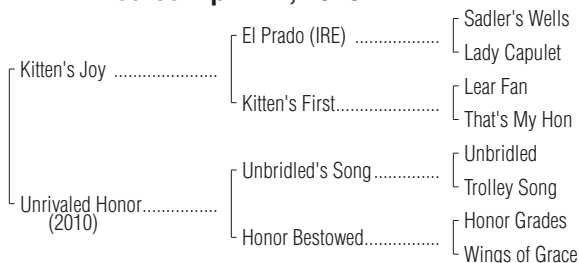 El Prado (IRE) ..................
Sadler's Wells
Lady Capulet
Kitten's Joy ......................
Kitten's First......................
Lear Fan
That's My Hon
Unbridled's Song..............
Unbridled
Trolley Song
Unrivaled Honor................
(2010)
Honor Bestowed................
Honor Grades
Wings of Grace